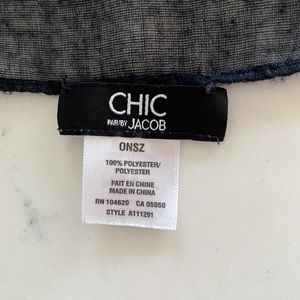 CHIC
PAR/BY JACOB
ONSZ
100% POLYESTER/
POLYESTER
FAIT EN CHINE
MADE IN CHINA
RN 104620 CA 05050
STYLE A111291